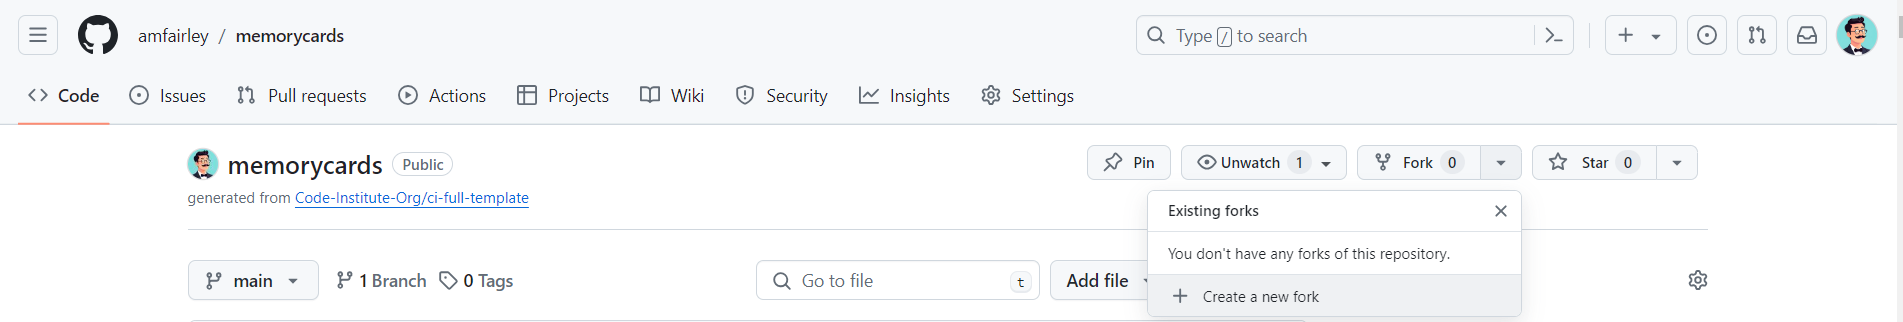 amfairley / memorycards
Type / to search
Code
Issues
Pull requests
Actions
Projects
Wiki
Security
Insights
Settings
memorycards Public
Pin
Unwatch 1
Fork 0
Star 0
generated from Code-Institute-Org/ci-full-template
Existing forks
You don't have any forks of this repository.
Create a new fork
main
1 Branch
0 Tags
Go to file t
Add file